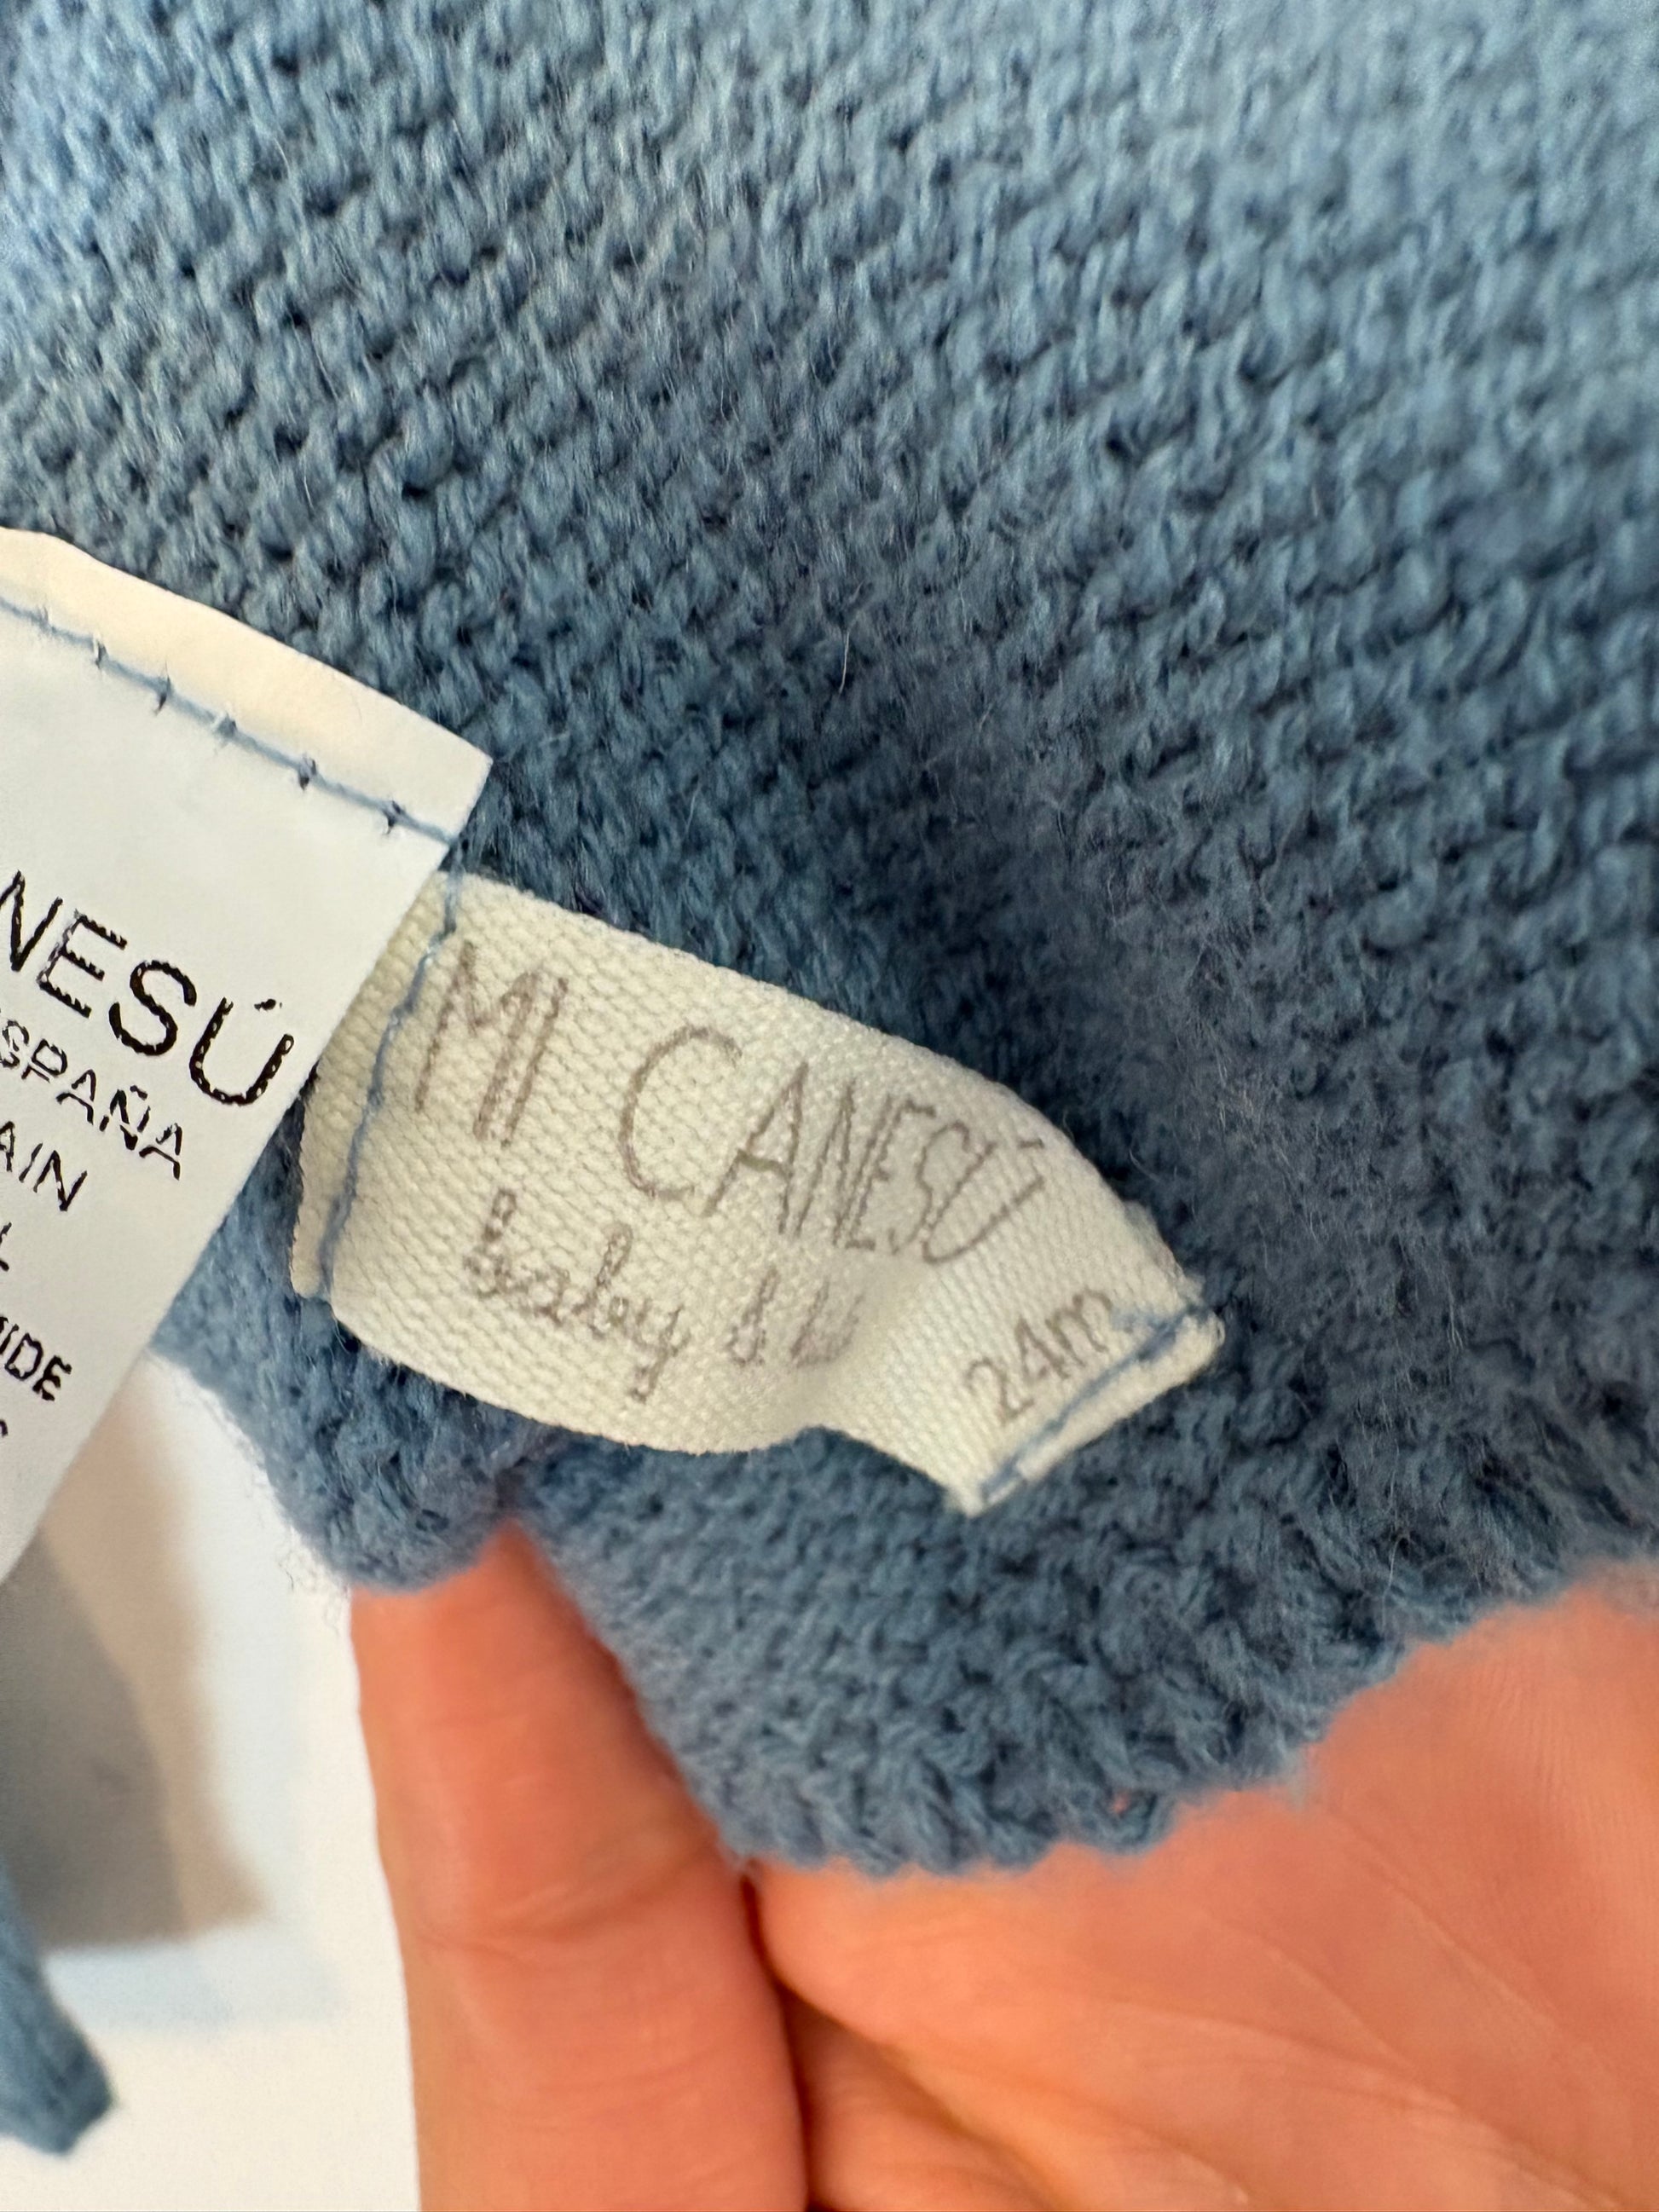 NESÚ
SPAÑA
AIN
IDE
MI CANESÚ
baby &
24m